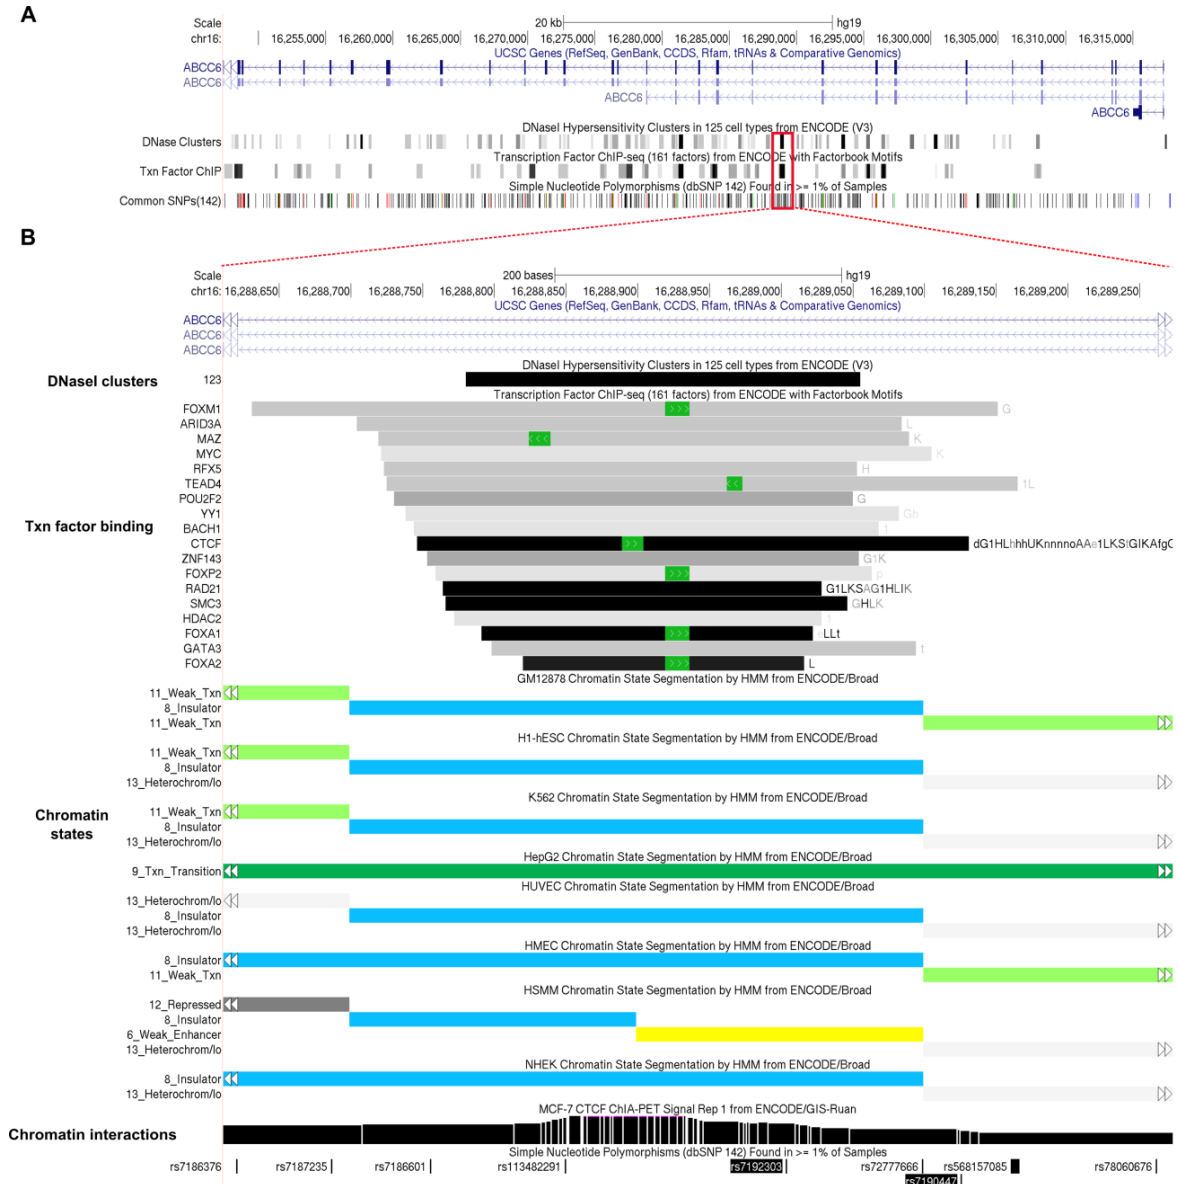 A
Scale 20 kb hg19
chr16: 16,255,000 16,260,000 16,265,000 16,270,000 16,275,000 16,280,000 16,285,000 16,290,000 16,295,000 16,300,000 16,305,000 16,310,000 16,315,000
UCSC Genes (RefSeq, GenBank, CCDS, Rfam, tRNAs & Comparative Genomics)
ABCC6
ABCC6
ABCC6
ABCC6
DNaseI Hypersensitivity Clusters in 125 cell types from ENCODE (V3)
DNase Clusters
Transcription Factor ChIP-seq (161 factors) from ENCODE with Factorbook Motifs
Txn Factor ChIP
Simple Nucleotide Polymorphisms (dbSNP 142) Found in >= 1% of Samples
Common SNPs(142)
B
Scale 200 bases hg19
chr16: 16,288,650 16,288,700 16,288,750 16,288,800 16,288,850 16,288,900 16,288,950 16,289,000 16,289,050 16,289,100 16,289,150 16,289,200 16,289,250
UCSC Genes (RefSeq, GenBank, CCDS, Rfam, tRNAs & Comparative Genomics)
ABCC6
ABCC6
ABCC6
DNaseI Hypersensitivity Clusters in 125 cell types from ENCODE (V3)
DNaseI clusters 123
Transcription Factor ChIP-seq (161 factors) from ENCODE with Factorbook Motifs
FOXM1 G
ARID3A L
MAZ K
MYC K
RFX5 H
TEAD4 1L
POU2F2 G
YY1 Gh
Txn factor binding
BACH1 1
CTCF
ZNF143 G1K
FOXP2 p
RAD21 G1LKSAG1HLIK
SMC3 GHLK
HDAC2 1
FOXA1 eLLt
GATA3 1
FOXA2 L
GM12878 Chromatin State Segmentation by HMM from ENCODE/Broad
11_Weak_Txn
8_Insulator
11_Weak_Txn
H1-hESC Chromatin State Segmentation by HMM from ENCODE/Broad
11_Weak_Txn
8_Insulator
13_Heterochrom/lo
K562 Chromatin State Segmentation by HMM from ENCODE/Broad
Chromatin states
11_Weak_Txn
8_Insulator
13_Heterochrom/lo
HepG2 Chromatin State Segmentation by HMM from ENCODE/Broad
9_Txn_Transition
HUVEC Chromatin State Segmentation by HMM from ENCODE/Broad
13_Heterochrom/lo
8_Insulator
13_Heterochrom/lo
HMEC Chromatin State Segmentation by HMM from ENCODE/Broad
8_Insulator
11_Weak_Txn
HSMM Chromatin State Segmentation by HMM from ENCODE/Broad
12_Repressed
8_Insulator
6_Weak_Enhancer
13_Heterochrom/lo
NHEK Chromatin State Segmentation by HMM from ENCODE/Broad
8_Insulator
13_Heterochrom/lo
MCF-7 CTCF ChIA-PET Signal Rep 1 from ENCODE/GIS-Ruan
Chromatin interactions
Simple Nucleotide Polymorphisms (dbSNP 142) Found in >= 1% of Samples
rs7186376 rs7187235 rs7186601 rs113482291 rs7192303 rs72777666 rs568157085 rs78060676
rs7190447